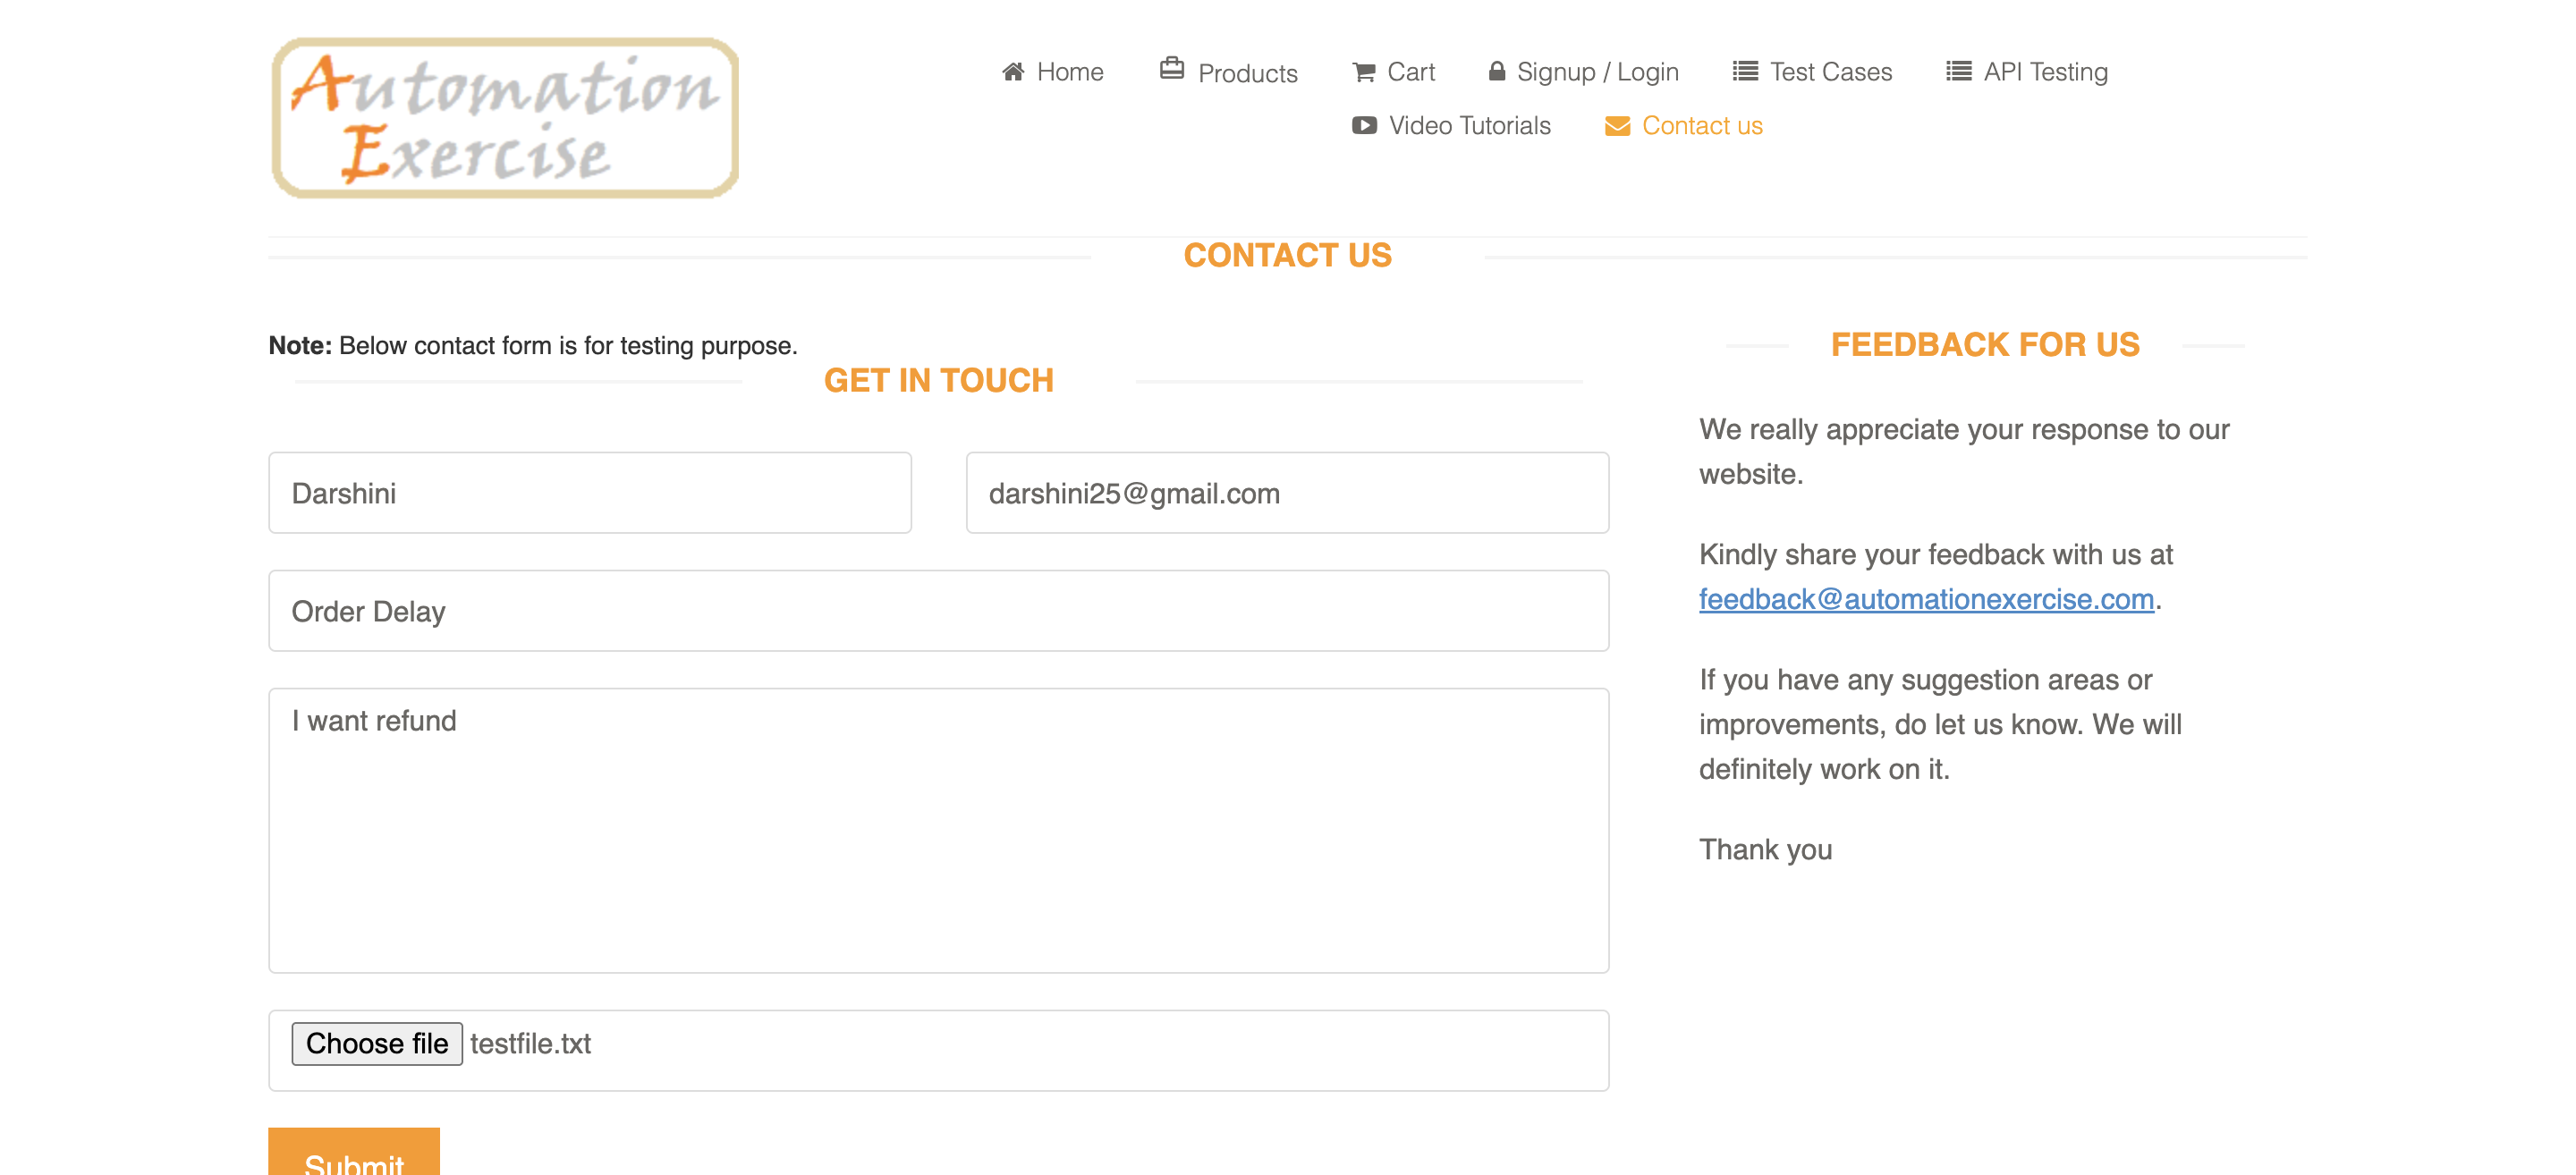 Automation
Exercise
Home Products Cart Signup / Login Test Cases API Testing
Video Tutorials Contact us
CONTACT US
Note: Below contact form is for testing purpose.
GET IN TOUCH
Darshini
darshini25@gmail.com
Order Delay
I want refund
Choose file testfile.txt
Submit
FEEDBACK FOR US
We really appreciate your response to our
website.
Kindly share your feedback with us at
feedback@automationexercise.com.
If you have any suggestion areas or
improvements, do let us know. We will
definitely work on it.
Thank you